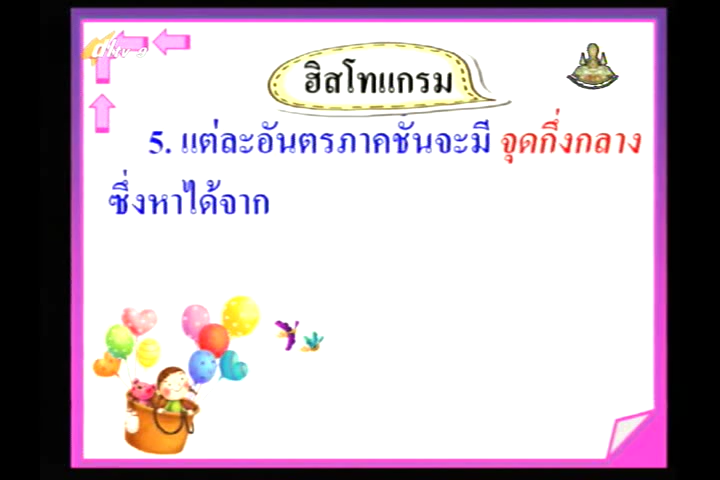 ฮิสโทแกรม
5. แต่ละอันตรภาคชั้นจะมี จุดกึ่งกลาง
ซึ่งหาได้จาก